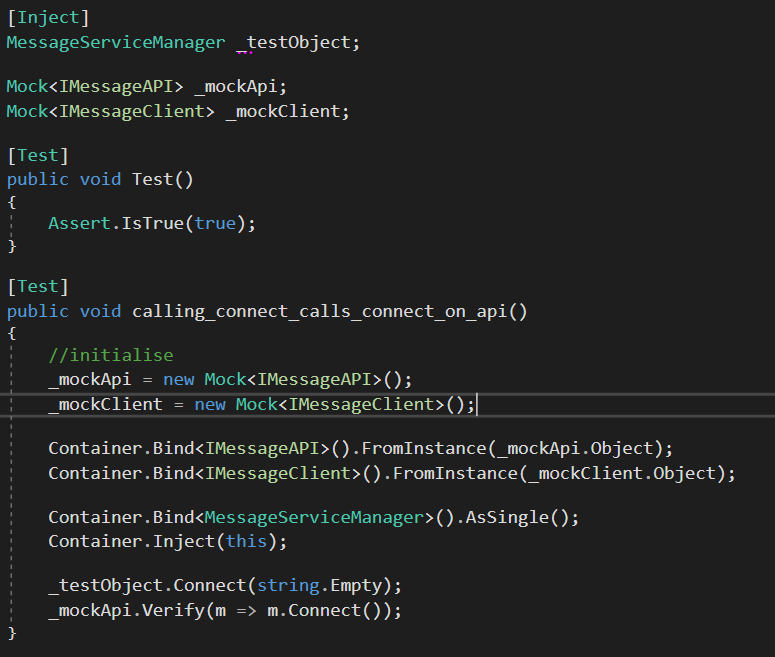 [Inject]
MessageServiceManager _testObject;
Mock<IMessageAPI> _mockApi;
Mock<IMessageClient> _mockClient;
[Test]
public void Test()
{
Assert.IsTrue(true);
}
[Test]
public void calling_connect_calls_connect_on_api()
{
//initialise
_mockApi = new Mock<IMessageAPI>();
_mockClient = new Mock<IMessageClient>();
Container.Bind<IMessageAPI>().FromInstance(_mockApi.Object);
Container.Bind<IMessageClient>().FromInstance(_mockClient.Object);
Container.Bind<MessageServiceManager>().AsSingle();
Container.Inject(this);
_testObject.Connect(string.Empty);
_mockApi.Verify(m => m.Connect());
}